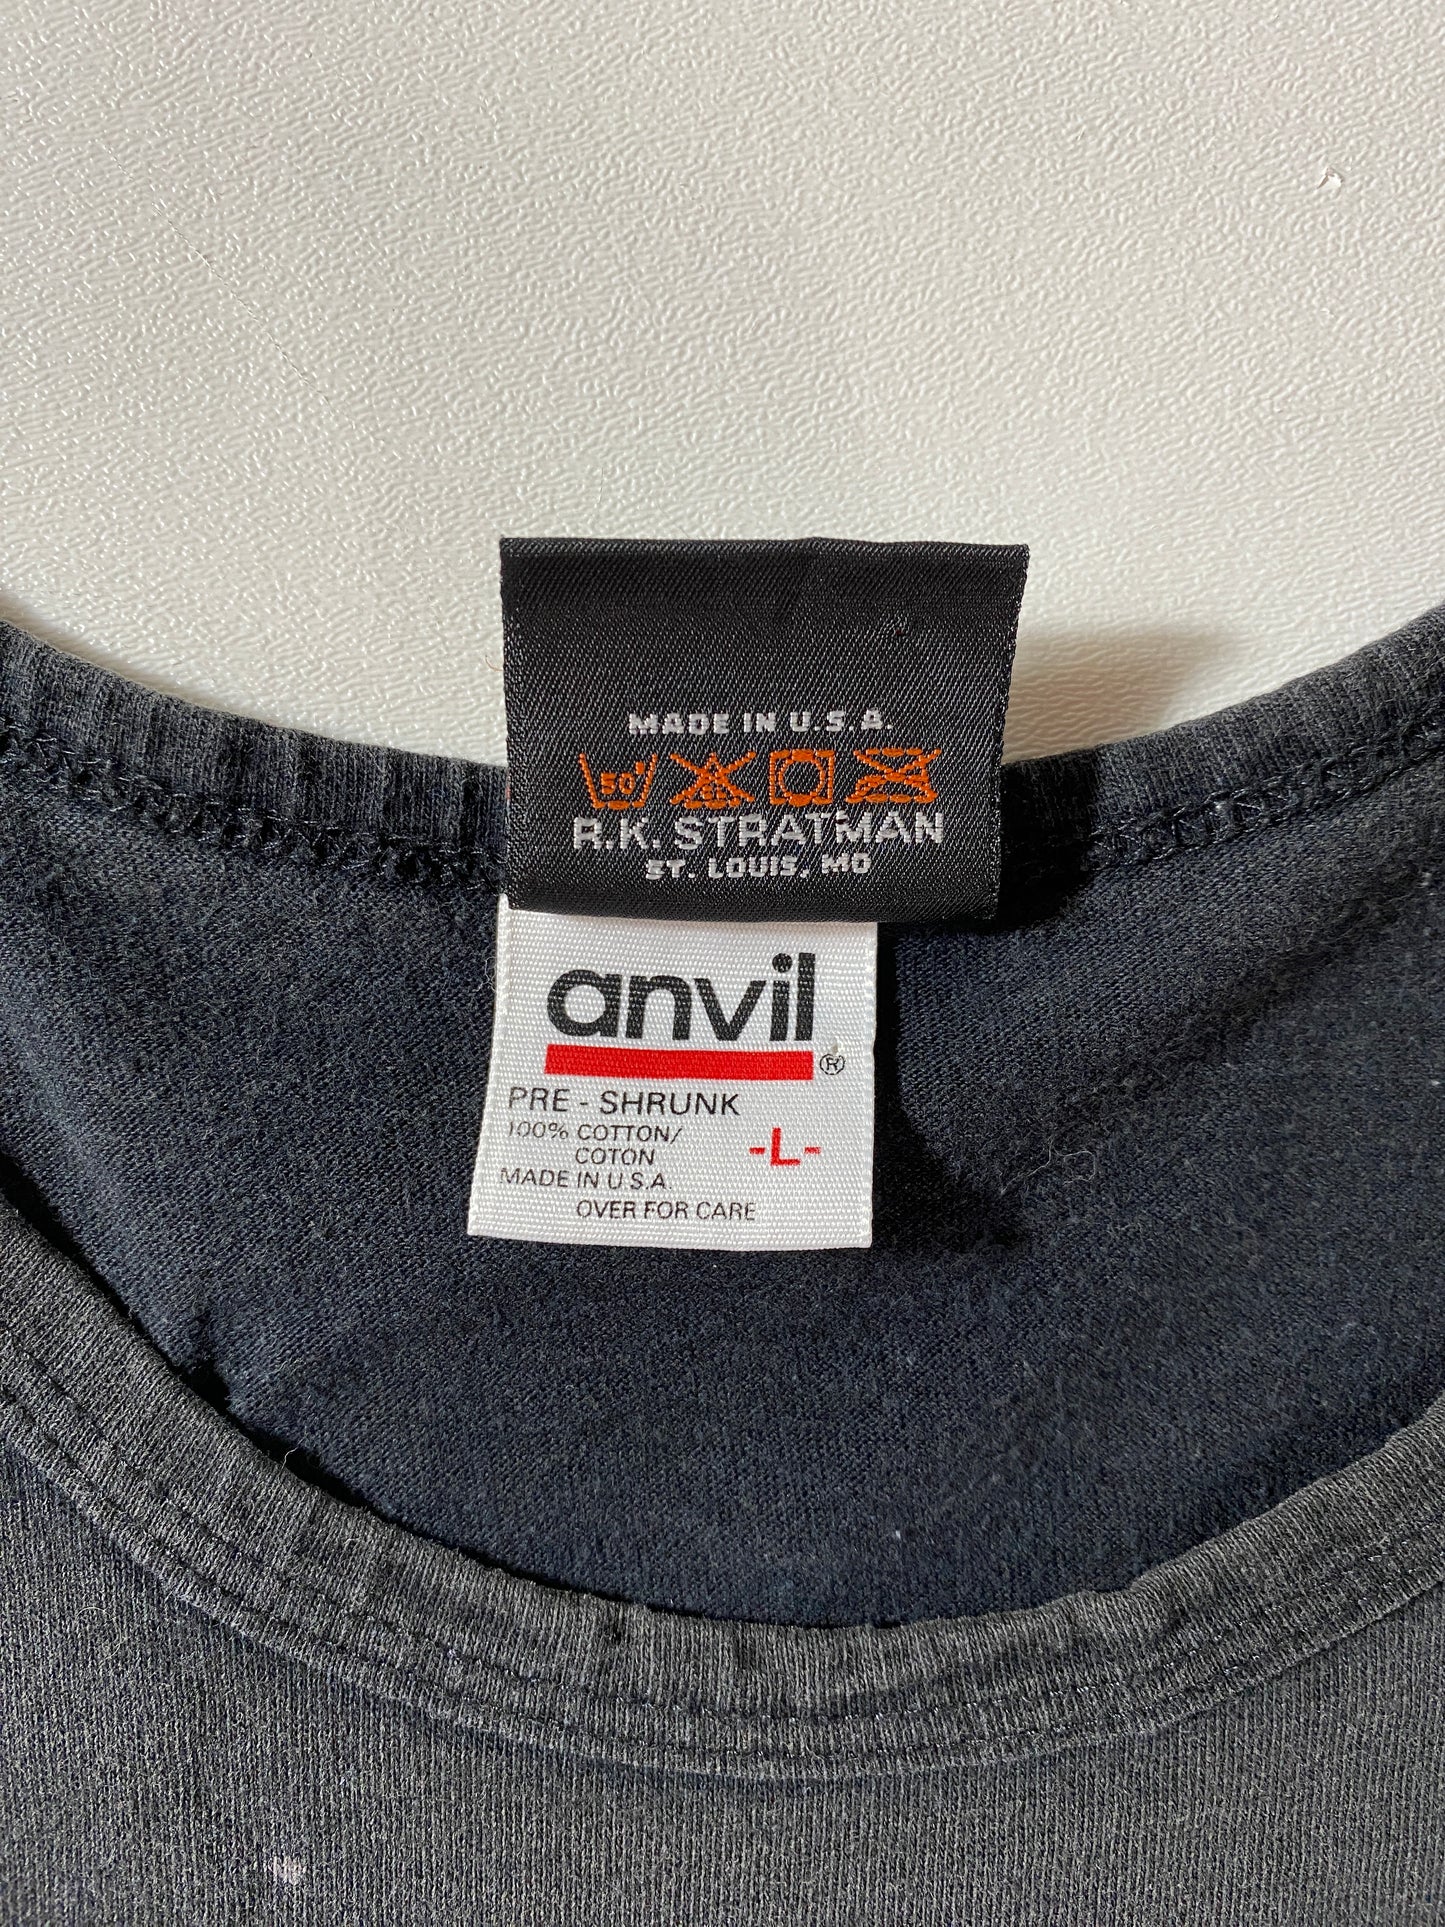 MADE IN U.S.A.
50°
R.K. STRATMAN
ST. LOUIS, MO
anvil
®
PRE - SHRUNK
100% COTTON/
COTON
-L-
MADE IN U.S.A.
OVER FOR CARE